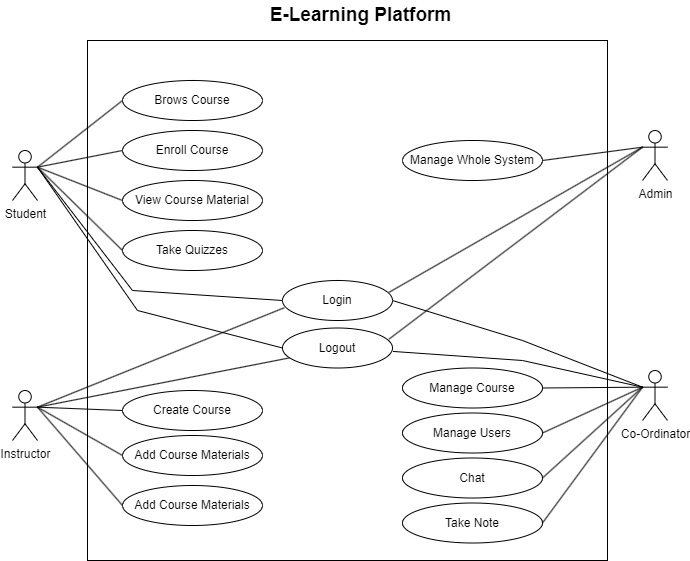 E-Learning Platform
Brows Course
Enroll Course
View Course Material
Take Quizzes
Student
Manage Whole System
Admin
Login
Logout
Create Course
Add Course Materials
Add Course Materials
Instructor
Manage Course
Manage Users
Chat
Take Note
Co-Ordinator